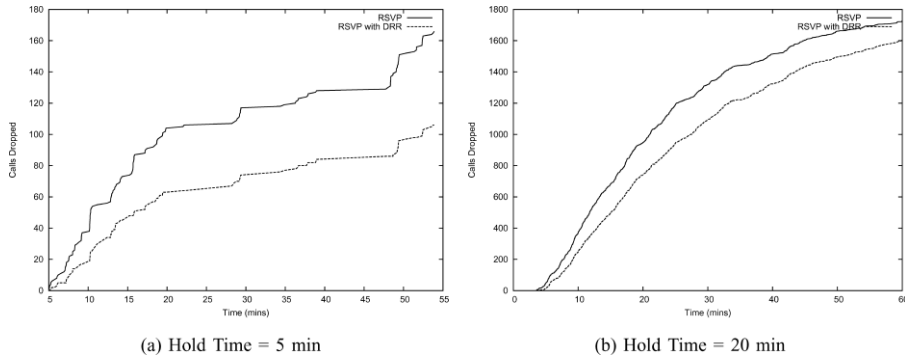 RSVP
RSVP with DRR
160
180
140
120
100
80
60
40
20
0
Calls Dropped
5 10 15 20 25 30 35 40 45 50 55
Time (mins)
(a) Hold Time = 5 min
RSVP
RSVP with DRR
1800
1600
1400
1200
1000
800
600
400
200
0
Calls Dropped
0 10 20 30 40 50 60
Time (mins)
(b) Hold Time = 20 min